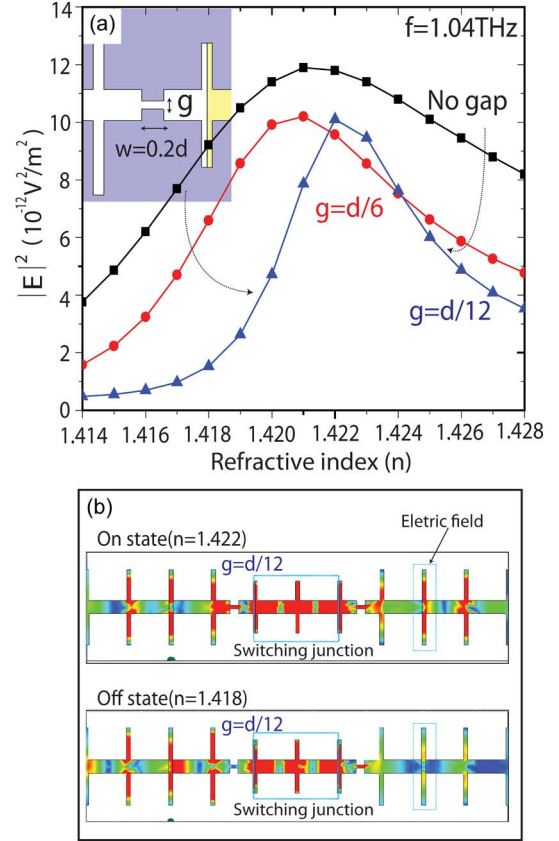 (a)
f=1.04THz
g
w=0.2d
No gap
g=d/6
g=d/12
|E|² (10⁻¹²V²/m²)
14
12
10
8
6
4
2
0
1.414 1.416 1.418 1.420 1.422 1.424 1.426 1.428
Refractive index (n)
(b)
Eletric field
On state(n=1.422)
g=d/12
Switching junction
Off state(n=1.418)
g=d/12
Switching junction